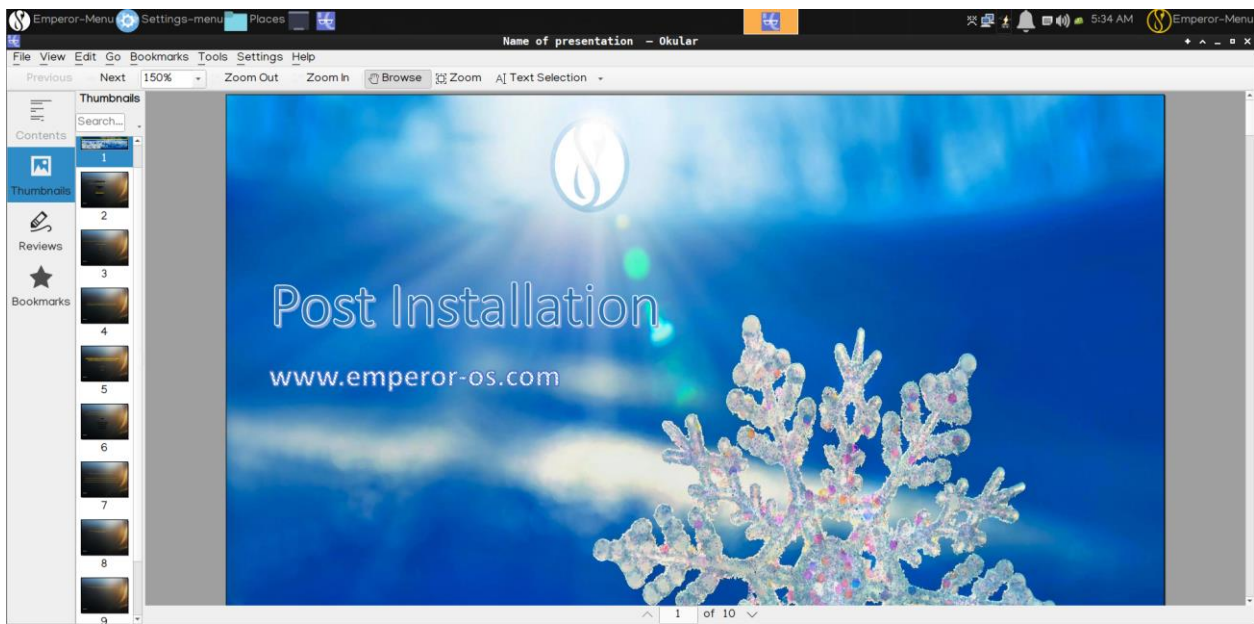 Emperor-Menu Settings-menu Places 5:34 AM Emperor-Menu
Name of presentation – Okular
File View Edit Go Bookmarks Tools Settings Help
Previous Next 150% Zoom Out Zoom In Browse Zoom Text Selection
Thumbnails
Search...
Contents
1
Thumbnails
2
Reviews
3
Bookmarks
4
5
6
7
8
9
Post Installation
www.emperor-os.com
1 of 10